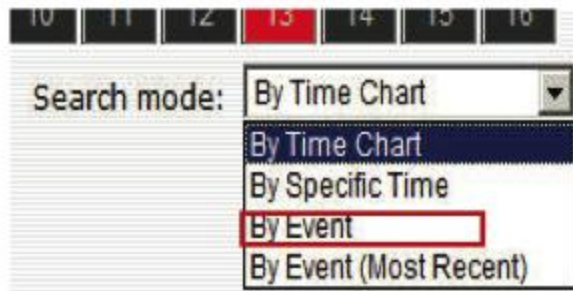 10 11 12 13 14 15 16
Search mode: By Time Chart
By Time Chart
By Specific Time
By Event
By Event (Most Recent)